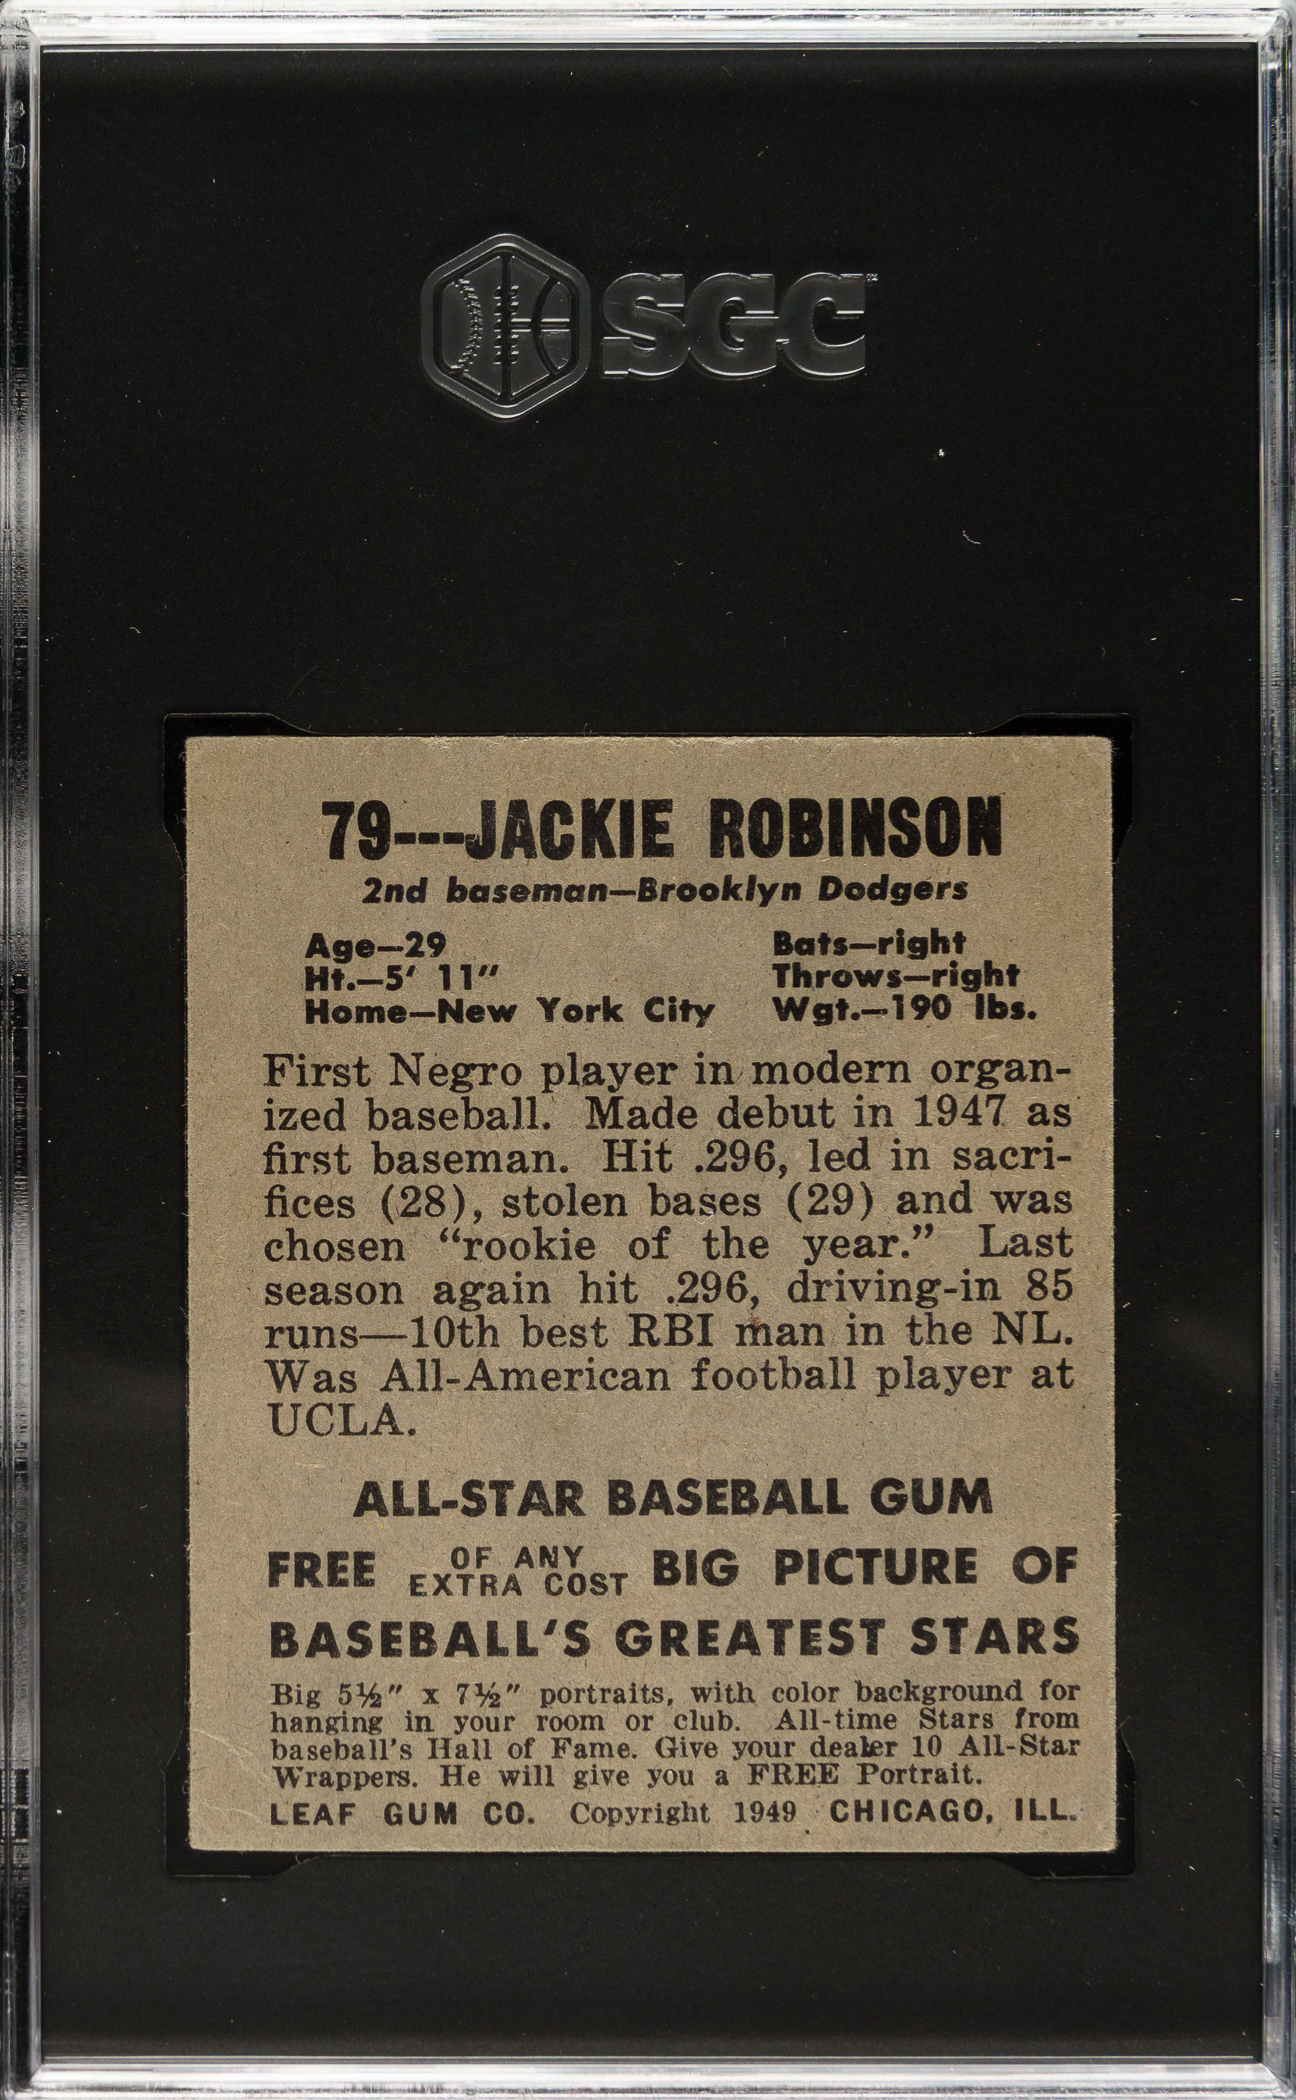 SGC
79---JACKIE ROBINSON
2nd baseman—Brooklyn Dodgers
Age—29 Bats—right
Ht.—5' 11" Throws—right
Home—New York City Wgt.—190 lbs.
First Negro player in modern organ-
ized baseball. Made debut in 1947 as
first baseman. Hit .296, led in sacri-
fices (28), stolen bases (29) and was
chosen "rookie of the year." Last
season again hit .296, driving-in 85
runs—10th best RBI man in the NL.
Was All-American football player at
UCLA.
ALL-STAR BASEBALL GUM
FREE OF ANY EXTRA COST BIG PICTURE OF
BASEBALL'S GREATEST STARS
Big 5½" x 7½" portraits, with color background for
hanging in your room or club. All-time Stars from
baseball's Hall of Fame. Give your dealer 10 All-Star
Wrappers. He will give you a FREE Portrait.
LEAF GUM CO. Copyright 1949 CHICAGO, ILL.